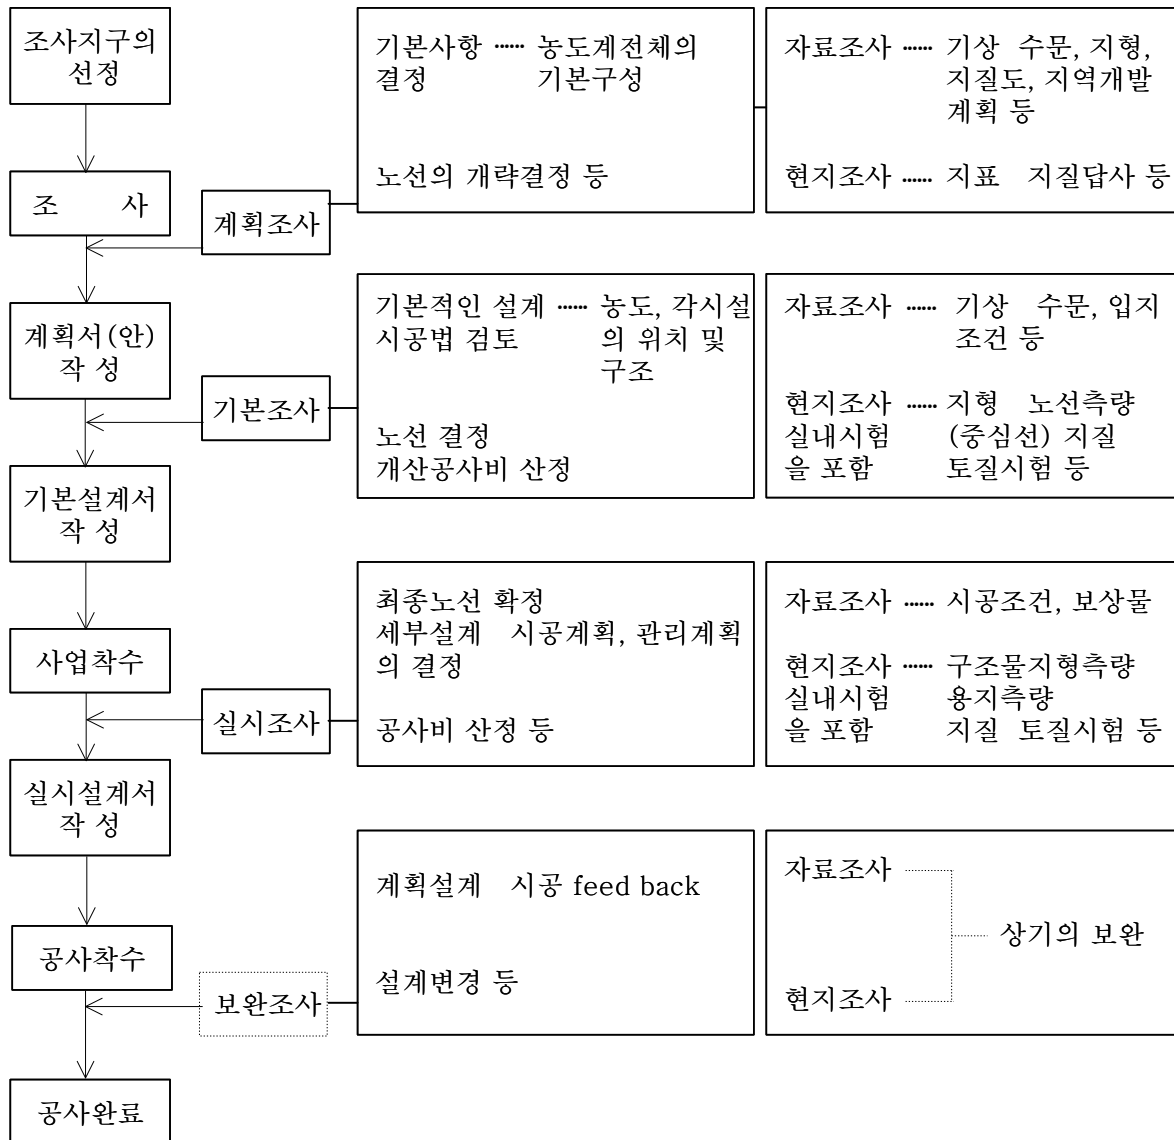 조사지구의
선정
조 사
계획조사
기본사항 ······ 농도계전체의
결정 기본구성
노선의 개략결정 등
자료조사 ······ 기상 수문, 지형,
지질도, 지역개발
계획 등
현지조사 ······ 지표 지질답사 등
계획서(안)
작 성
기본조사
기본적인 설계 ······ 농도, 각시설
시공법 검토 의 위치 및
구조
노선 결정
개산공사비 산정
자료조사 ······ 기상 수문, 입지
조건 등
현지조사 ······ 지형 노선측량
실내시험 (중심선) 지질
을 포함 토질시험 등
기본설계서
작 성
사업착수
실시조사
최종노선 확정
세부설계 시공계획, 관리계획
의 결정
공사비 산정 등
자료조사 ······ 시공조건, 보상물
현지조사 ······ 구조물지형측량
실내시험 용지측량
을 포함 지질 토질시험 등
실시설계서
작 성
공사착수
보완조사
계획설계 시공 feed back
설계변경 등
자료조사
상기의 보완
현지조사
공사완료